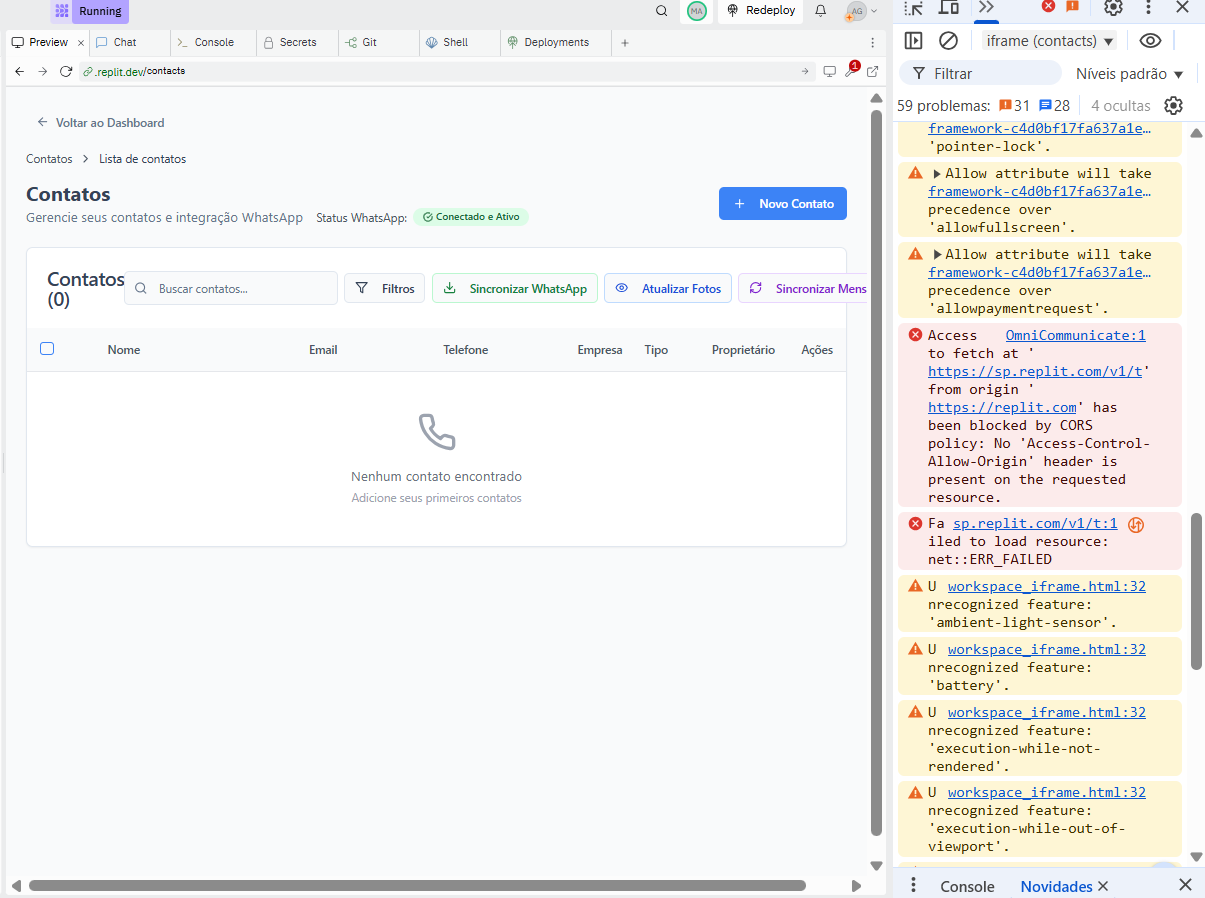 Running
MA
Redeploy
AG
Preview
Chat
Console
Secrets
Git
Shell
Deployments
.replit.dev/contacts
1
Voltar ao Dashboard
Contatos > Lista de contatos
Contatos
Gerencie seus contatos e integração WhatsApp
Status WhatsApp:
Conectado e Ativo
Novo Contato
Contatos
(0)
Buscar contatos...
Filtros
Sincronizar WhatsApp
Atualizar Fotos
Sincronizar Mens
Nome
Email
Telefone
Empresa
Tipo
Proprietário
Ações
Nenhum contato encontrado
Adicione seus primeiros contatos
iframe (contacts)
Filtrar
Níveis padrão
59 problemas:
31
28
4 ocultas
framework-c4d0bf17fa637a1e…
'pointer-lock'.
Allow attribute will take
framework-c4d0bf17fa637a1e…
precedence over
'allowfullscreen'.
Allow attribute will take
framework-c4d0bf17fa637a1e…
precedence over
'allowpaymentrequest'.
Access OmniCommunicate:1
to fetch at '
https://sp.replit.com/v1/t'
from origin '
https://replit.com' has
been blocked by CORS
policy: No 'Access-Control-
Allow-Origin' header is
present on the requested
resource.
Fa sp.replit.com/v1/t:1
iled to load resource:
net::ERR_FAILED
U workspace_iframe.html:32
nrecognized feature:
'ambient-light-sensor'.
U workspace_iframe.html:32
nrecognized feature:
'battery'.
U workspace_iframe.html:32
nrecognized feature:
'execution-while-not-
rendered'.
U workspace_iframe.html:32
nrecognized feature:
'execution-while-out-of-
viewport'.
Console
Novidades